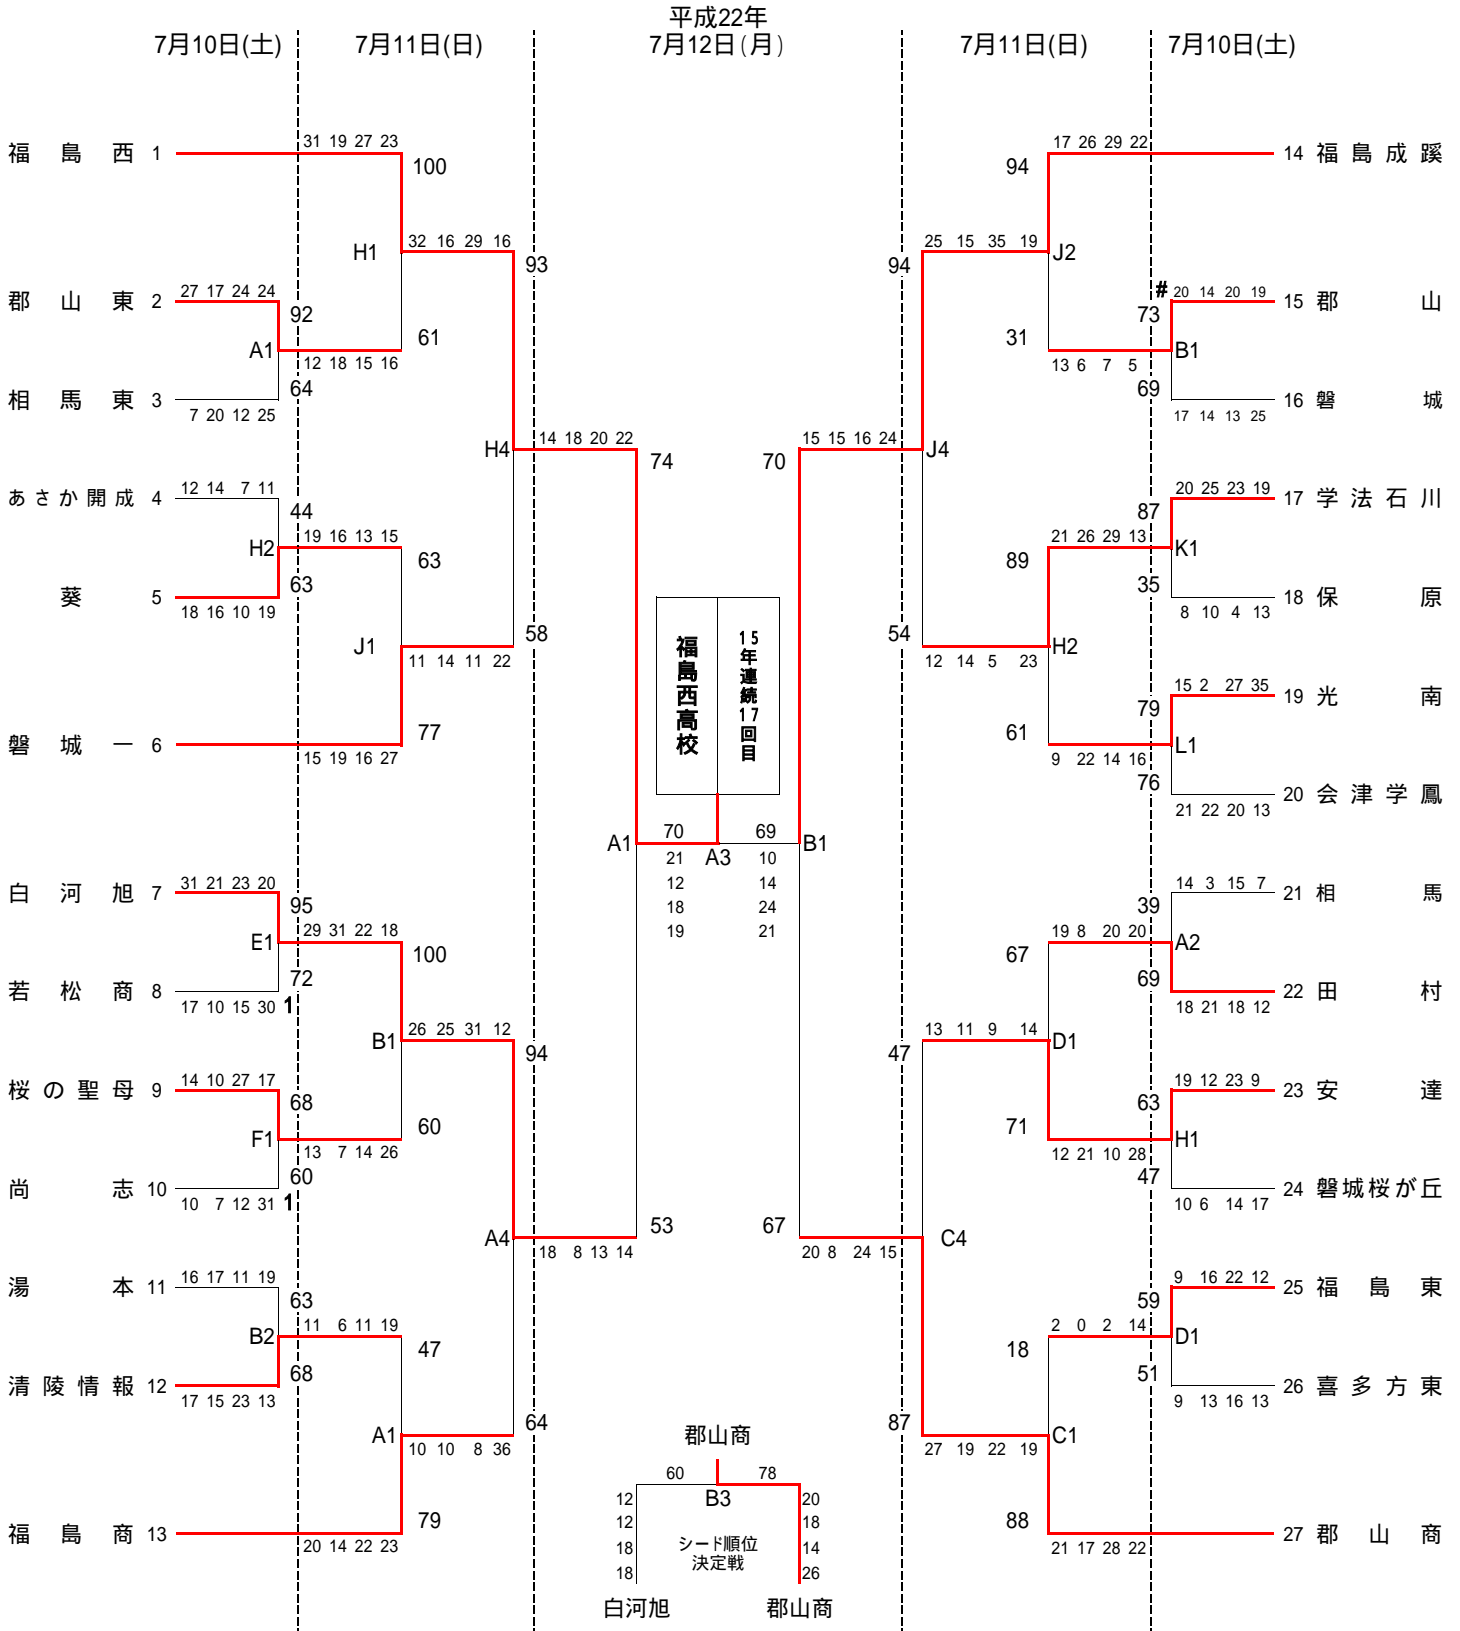 平成22年
7月10日(土) 7月11日(日) 7月12日(月) 7月11日(日) 7月10日(土)
31 19 27 23
福島西 1
100
H1
32 16 29 16
93
27 17 24 24
郡山東 2
92
A1
61
12 18 15 16
64
相馬東 3
7 20 12 25
H4
14 18 20 22
74
12 14 7 11
あさか開成 4
44
H2
19 16 13 15
63
63
葵 5
18 16 10 19
J1
11 14 11 22
58
77
磐城一 6
15 19 16 27
31 21 23 20
白河旭 7
95
E1
29 31 22 18
100
72
若松商 8
17 10 15 30 1
B1
26 25 31 12
94
14 10 27 17
桜の聖母 9
68
F1
60
13 7 14 26
60
尚志 10
10 7 12 31 1
A4
18 8 13 14
53
16 17 11 19
湯本 11
63
B2
11 6 11 19
47
68
清陵情報 12
17 15 23 13
A1
10 10 8 36
64
79
福島商 13
20 14 22 23
福島西高校
15年連続17回目
A1 70 A3 69 B1
21 10
12 14
18 24
19 21
郡山商
60 78
B3
12 20
12 18
18 14
18 26
シード順位
決定戦
白河旭 郡山商
17 26 29 22
94
14 福島成蹊
25 15 35 19
94
J2
#
20 14 20 19
73
15 郡山
31
B1
13 6 7 5
69
16 磐城
17 14 13 25
15 15 16 24
70
J4
20 25 23 19
87
17 学法石川
21 26 29 13
89
K1
35
18 保原
8 10 4 13
54
H2
12 14 5 23
15 2 27 35
79
19 光南
61
L1
9 22 14 16
76
20 会津学鳳
21 22 20 13
14 3 15 7
39
21 相馬
19 8 20 20
67
A2
69
22 田村
18 21 18 12
13 11 9 14
47
D1
19 12 23 9
63
23 安達
71
H1
12 21 10 28
47
24 磐城桜が丘
10 6 14 17
67
C4
20 8 24 15
9 16 22 12
59
25 福島東
2 0 2 14
18
D1
51
26 喜多方東
9 13 16 13
87
C1
27 19 22 19
88
27 郡山商
21 17 28 22